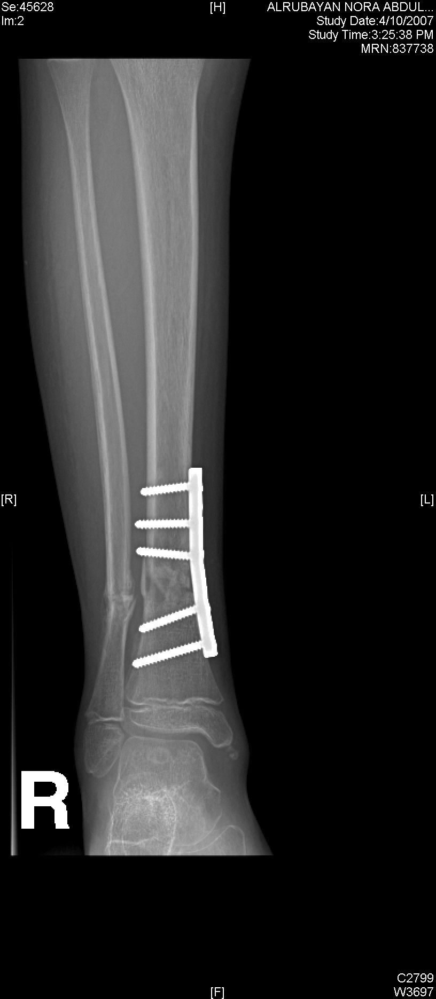 Se:45628
Im:2
[H]
ALRUBAYAN NORA ABDUL...
Study Date:4/10/2007
Study Time:3:25:38 PM
MRN:837738
[R]
[L]
R
C2799
W3697
[F]